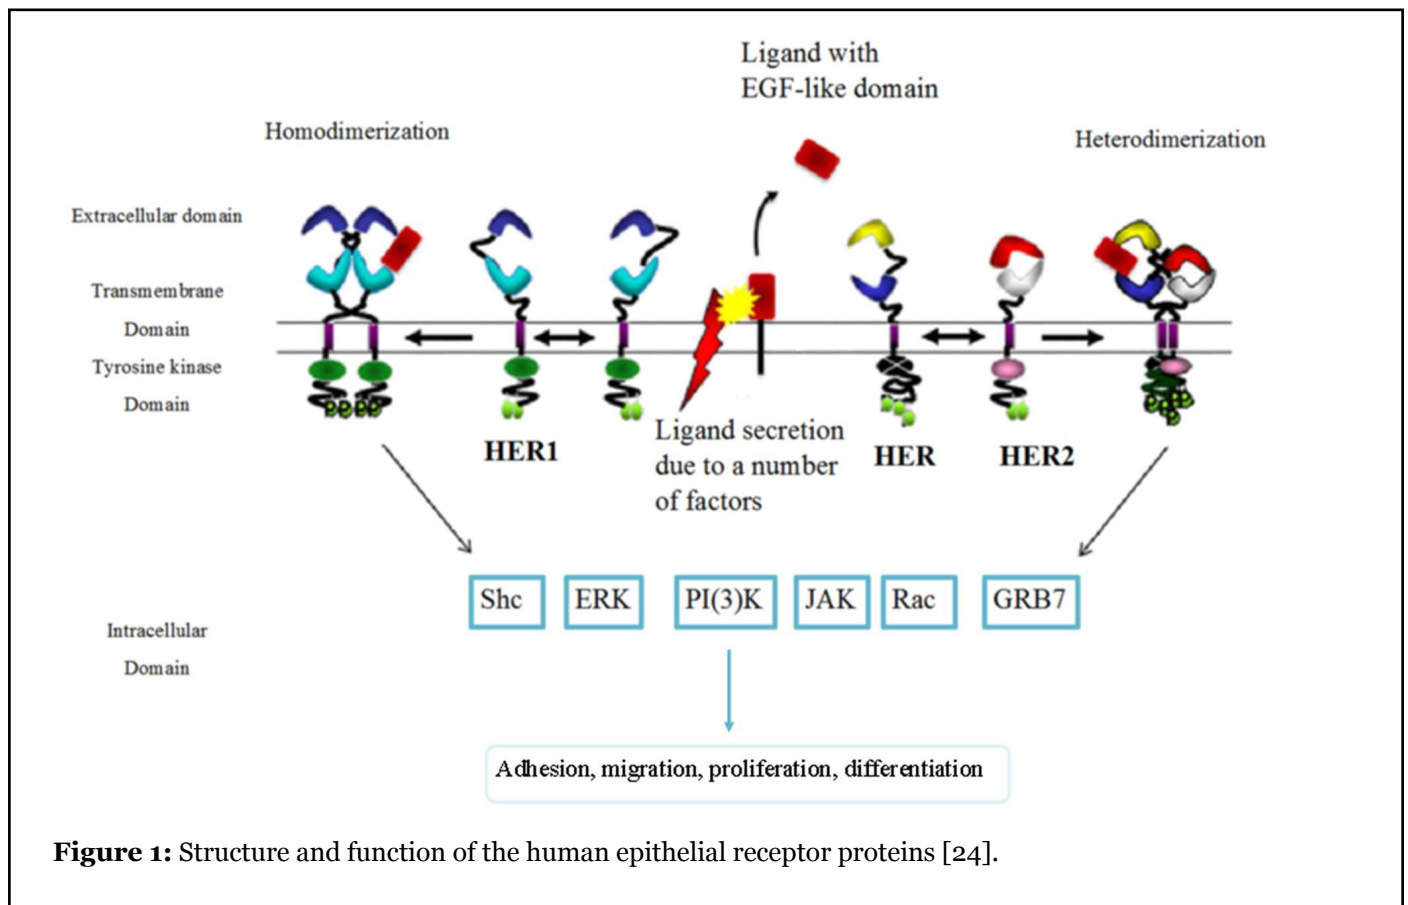 Ligand with
EGF-like domain
Homodimerization
Heterodimerization
Extracellular domain
Transmembrane
Domain
Tyrosine kinase
Domain
HER1
Ligand secretion
due to a number
of factors
HER
HER2
Shc
ERK
PI(3)K
JAK
Rac
GRB7
Intracellular
Domain
Adhesion, migration, proliferation, differentiation
Figure 1: Structure and function of the human epithelial receptor proteins [24].